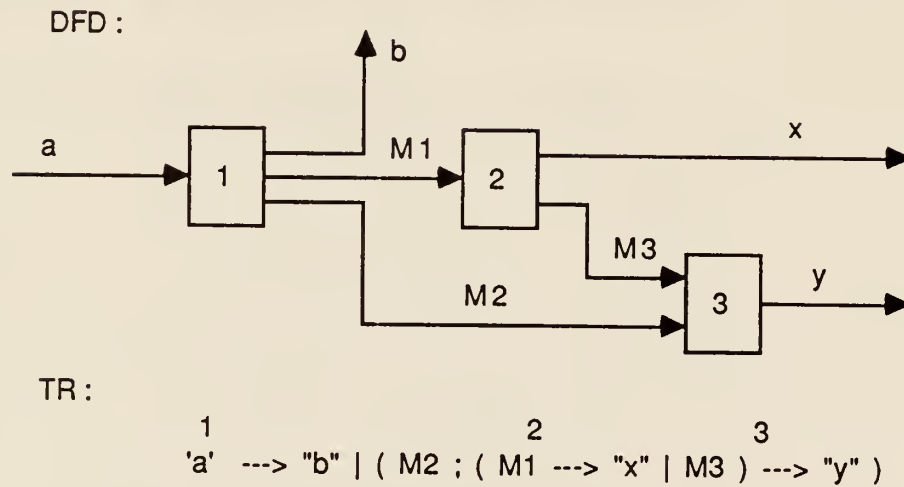 DFD :
b
a
M1
x
1
2
M3
y
M2
3
TR :
1 2 3
'a' ---> "b" | ( M2 ; ( M1 ---> "x" | M3 ) ---> "y" )